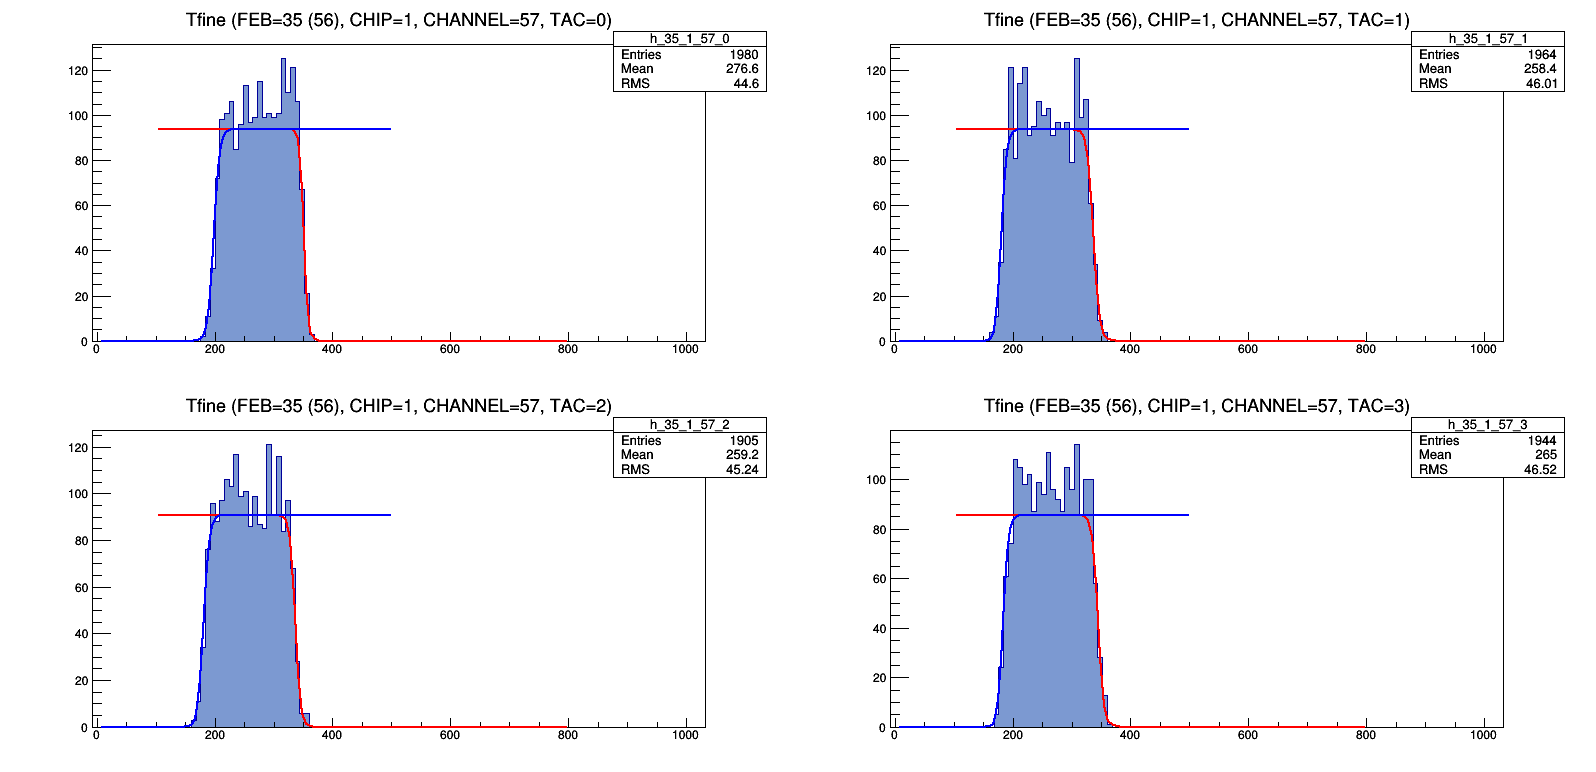 Tfine (FEB=35 (56), CHIP=1, CHANNEL=57, TAC=0)
h_35_1_57_0
Entries 1980
Mean 276.6
RMS 44.6
120
100
80
60
40
20
0
0 200 400 600 800 1000
Tfine (FEB=35 (56), CHIP=1, CHANNEL=57, TAC=1)
h_35_1_57_1
Entries 1964
Mean 258.4
RMS 46.01
120
100
80
60
40
20
0
0 200 400 600 800 1000
Tfine (FEB=35 (56), CHIP=1, CHANNEL=57, TAC=2)
h_35_1_57_2
Entries 1905
Mean 259.2
RMS 45.24
120
100
80
60
40
20
0
0 200 400 600 800 1000
Tfine (FEB=35 (56), CHIP=1, CHANNEL=57, TAC=3)
h_35_1_57_3
Entries 1944
Mean 265
RMS 46.52
100
80
60
40
20
0
0 200 400 600 800 1000